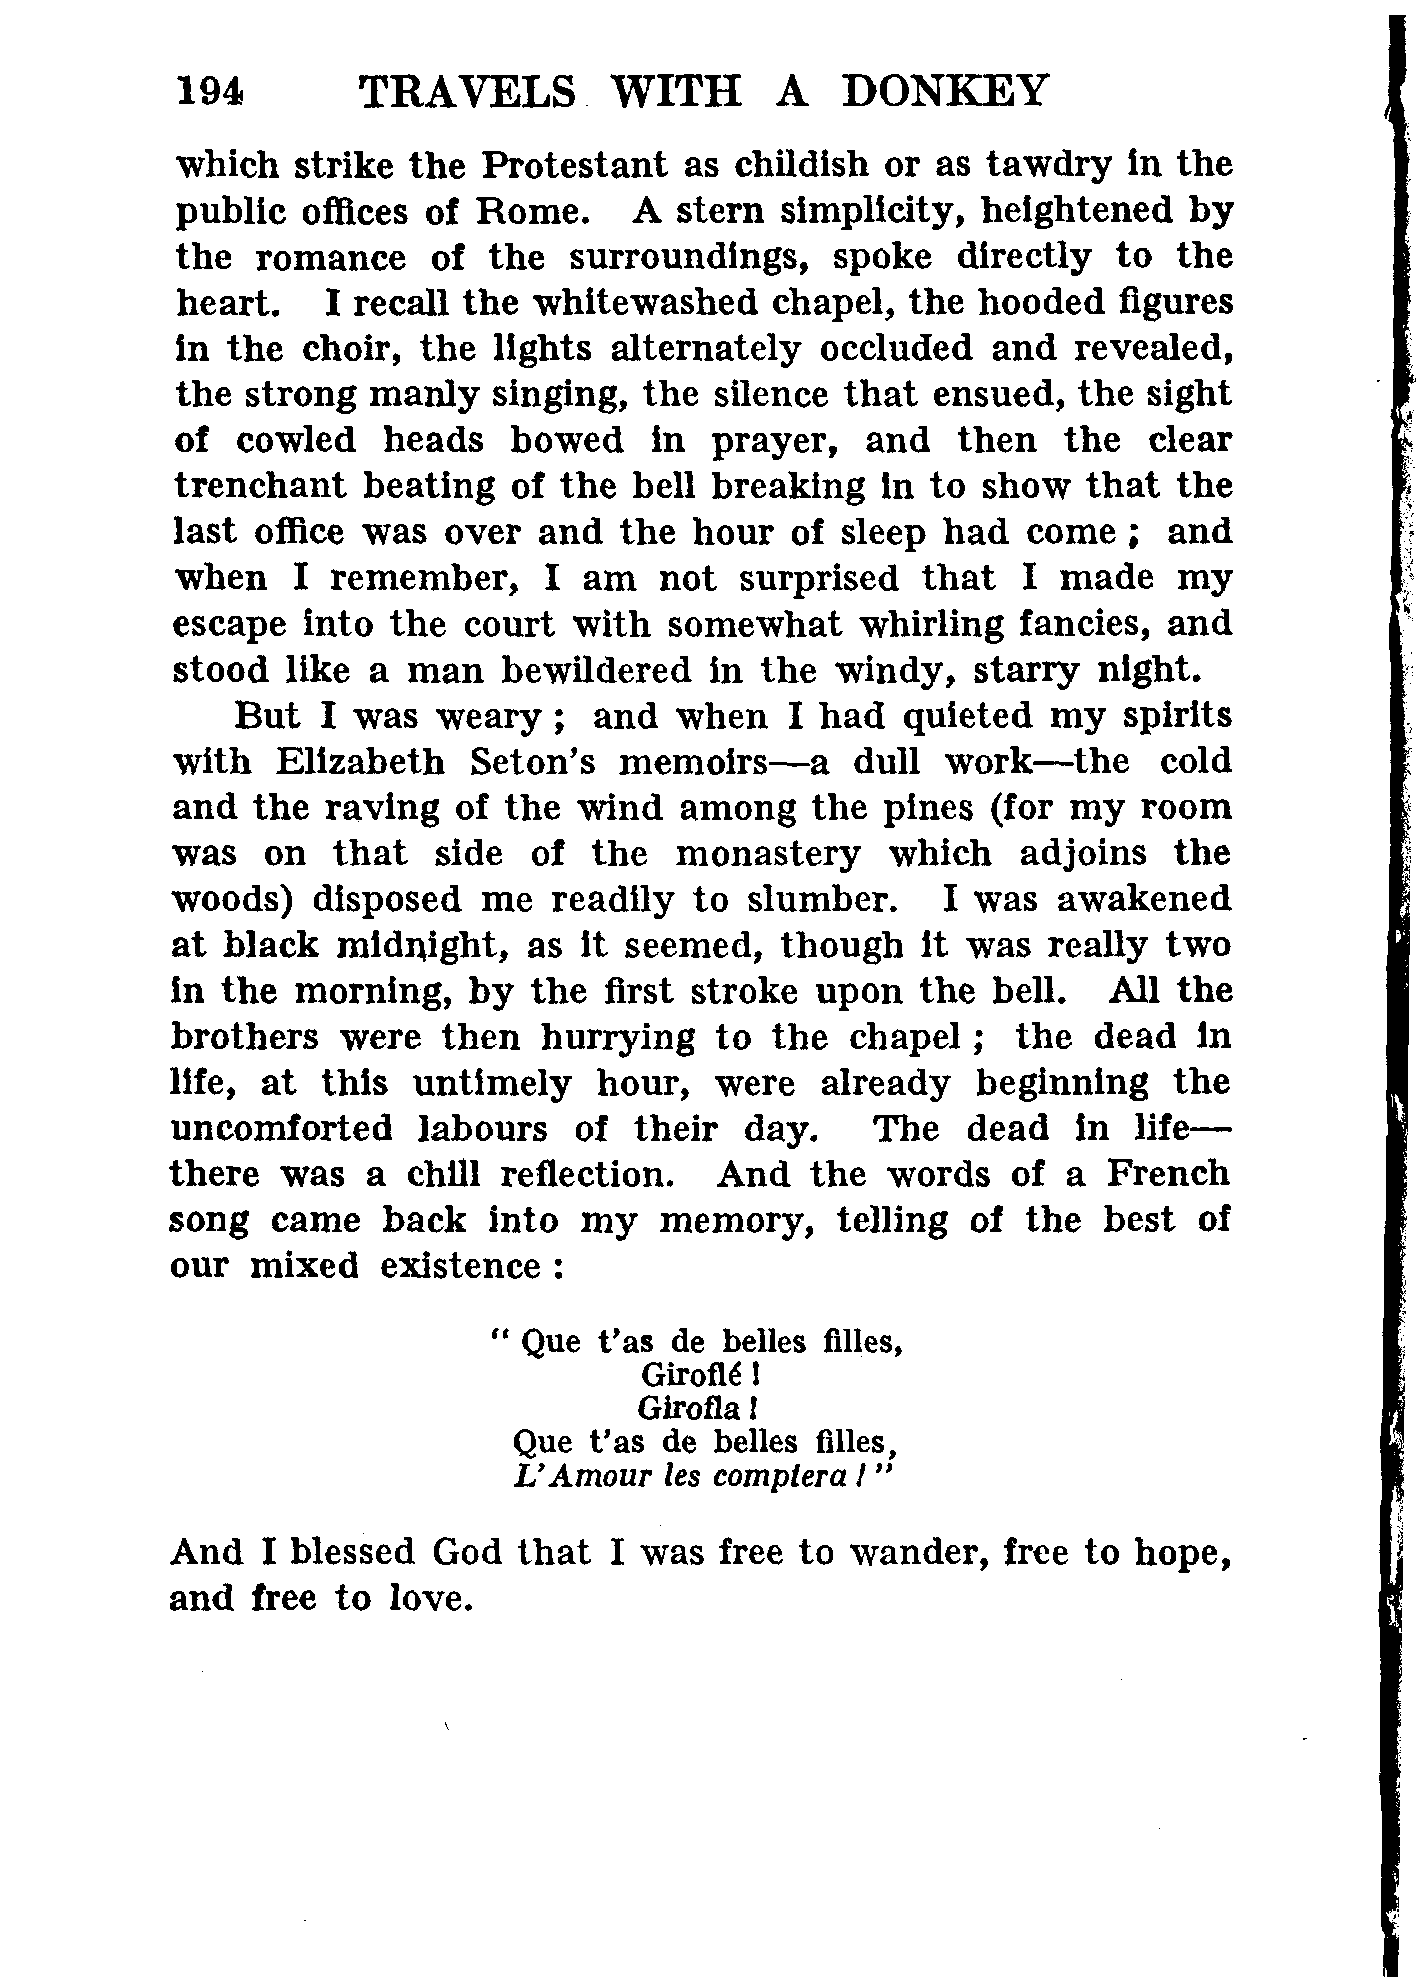 194 TRAVELS WITH A DONKEY
which strike the Protestant as childish or as tawdry in the
public offices of Rome. A stern simplicity, heightened by
the romance of the surroundings, spoke directly to the
heart. I recall the whitewashed chapel, the hooded figures
in the choir, the lights alternately occluded and revealed,
the strong manly singing, the silence that ensued, the sight
of cowled heads bowed in prayer, and then the clear
trenchant beating of the bell breaking in to show that the
last office was over and the hour of sleep had come ; and
when I remember, I am not surprised that I made my
escape into the court with somewhat whirling fancies, and
stood like a man bewildered in the windy, starry night.
But I was weary ; and when I had quieted my spirits
with Elizabeth Seton's memoirs—a dull work—the cold
and the raving of the wind among the pines (for my room
was on that side of the monastery which adjoins the
woods) disposed me readily to slumber. I was awakened
at black midnight, as it seemed, though it was really two
in the morning, by the first stroke upon the bell. All the
brothers were then hurrying to the chapel ; the dead in
life, at this untimely hour, were already beginning the
uncomforted labours of their day. The dead in life—
there was a chill reflection. And the words of a French
song came back into my memory, telling of the best of
our mixed existence :
" Que t'as de belles filles,
Giroflé !
Girofla !
Que t'as de belles filles,
L'Amour les comptera ! "
And I blessed God that I was free to wander, free to hope,
and free to love.